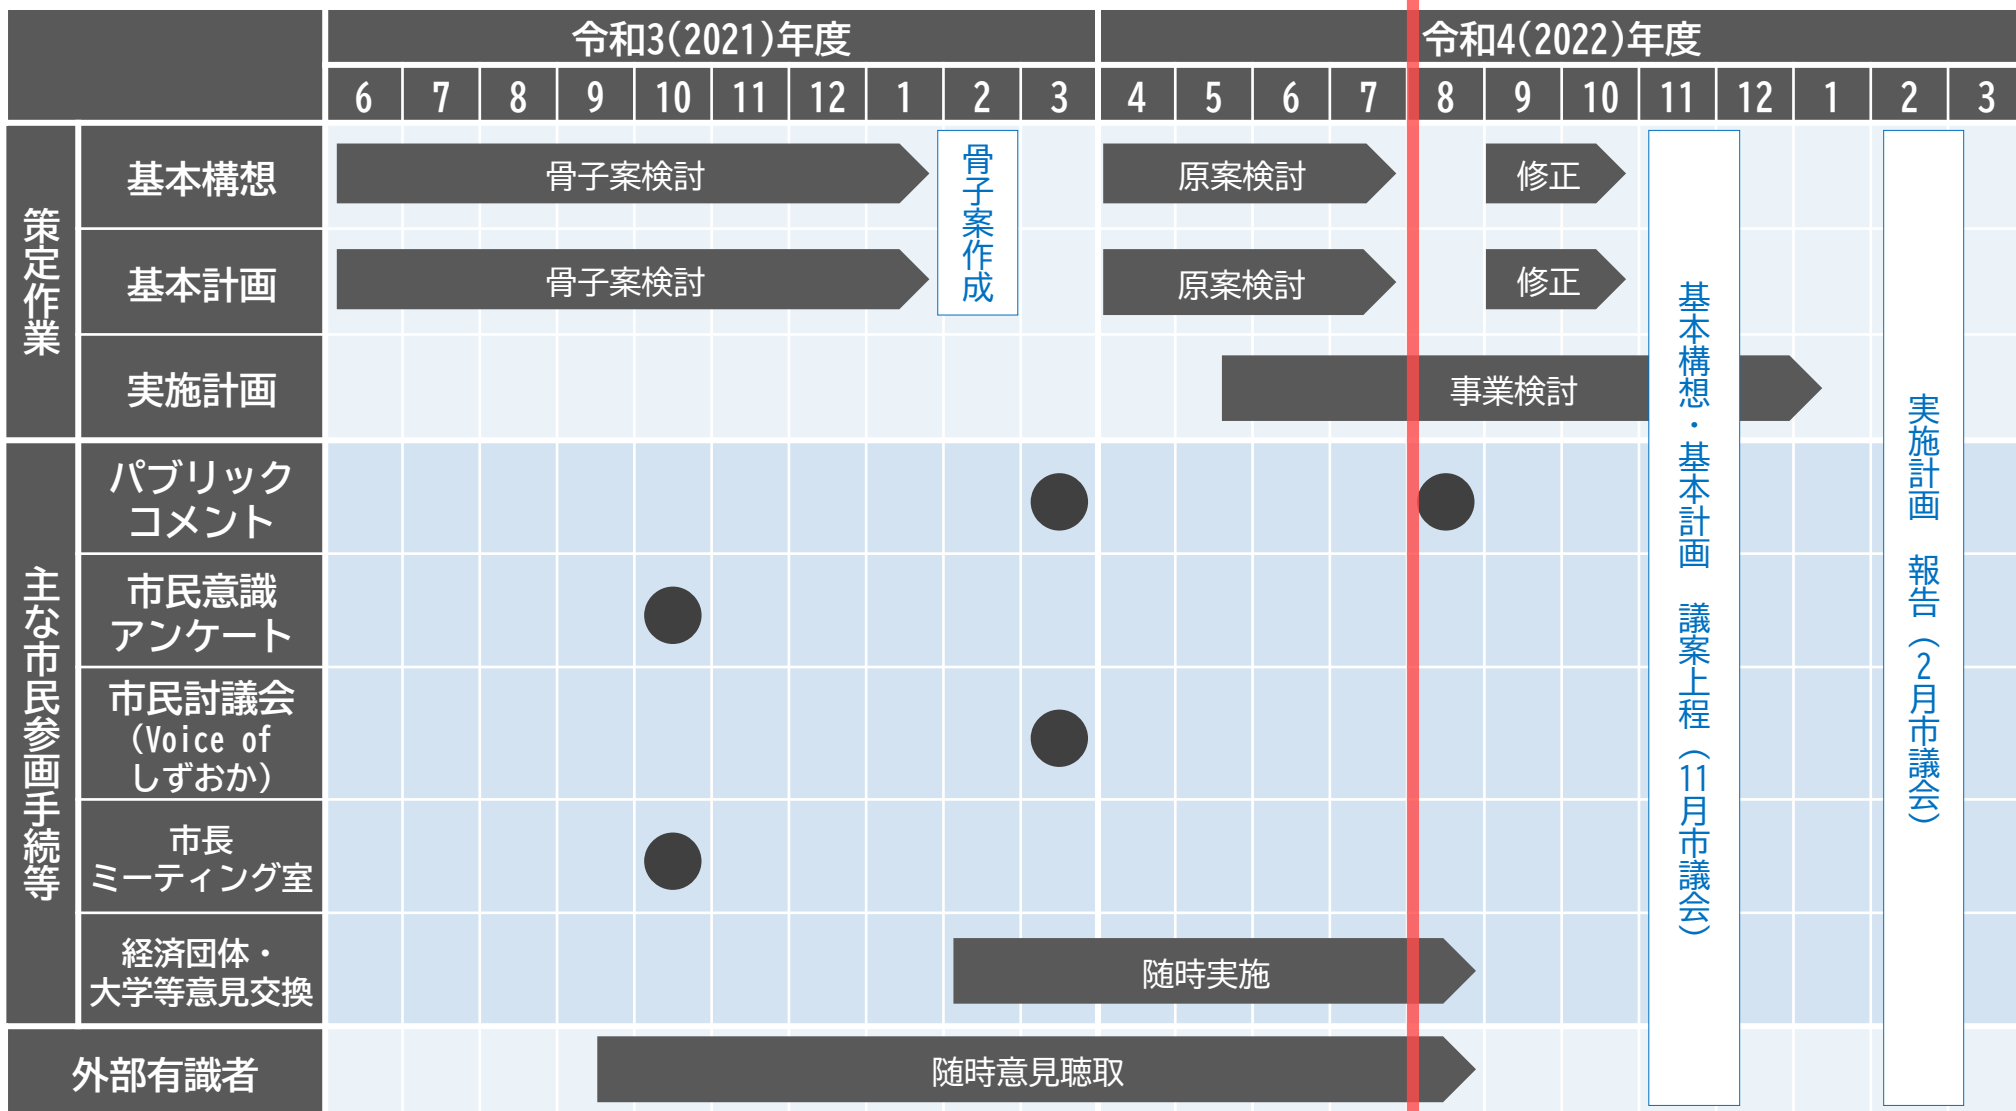 令和3(2021)年度
令和4(2022)年度
6 7 8 9 10 11 12 1 2 3 4 5 6 7 8 9 10 11 12 1 2 3
策定作業
基本構想
骨子案検討
骨子案作成
原案検討
修正
基本計画
骨子案検討
原案検討
修正
実施計画
事業検討
基本構想・基本計画 議案上程（11月市議会）
実施計画 報告（2月市議会）
主な市民参画手続等
パブリック
コメント
市民意識
アンケート
市民討議会
(Voice of
しずおか)
市長
ミーティング室
経済団体・
大学等意見交換
随時実施
外部有識者
随時意見聴取